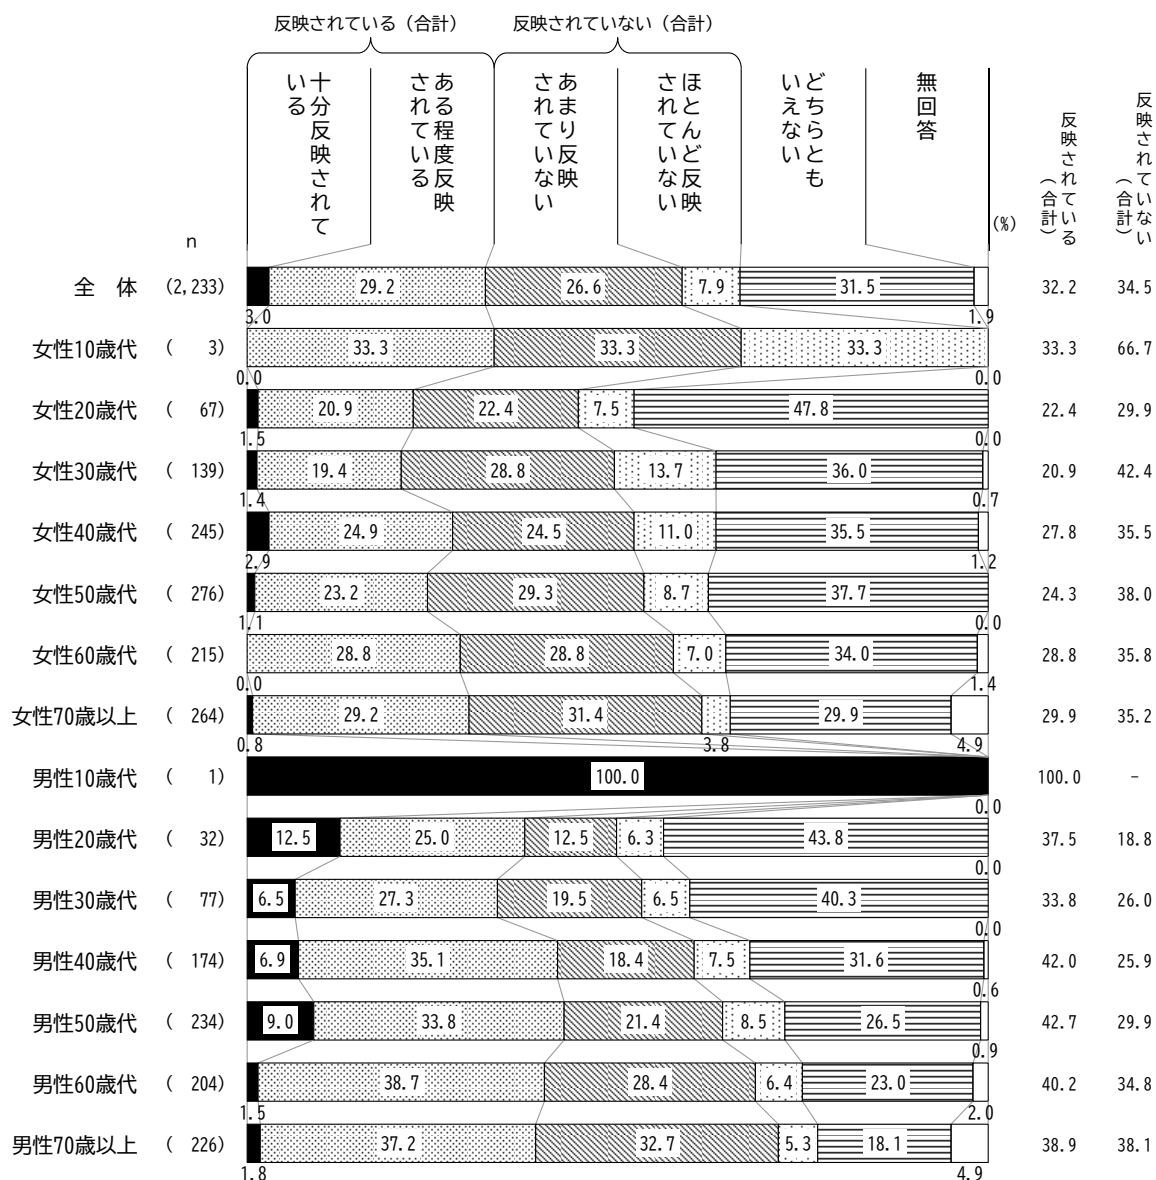 反映されている（合計）
反映されていない（合計）
十分反映されて
いる
ある程度反映
されている
あまり反映
されていない
ほとんど反映
されていない
どちらとも
いえない
無回答
反映されている
（合計）
反映されていない
（合計）
(%)
n
全　体 (2,233) 29.2 26.6 7.9 31.5 32.2 34.5
3.0 1.9
女性10歳代 ( 3) 33.3 33.3 33.3 33.3 66.7
0.0 0.0
女性20歳代 ( 67) 20.9 22.4 7.5 47.8 22.4 29.9
1.5 0.0
女性30歳代 ( 139) 19.4 28.8 13.7 36.0 20.9 42.4
1.4 0.7
女性40歳代 ( 245) 24.9 24.5 11.0 35.5 27.8 35.5
2.9 1.2
女性50歳代 ( 276) 23.2 29.3 8.7 37.7 24.3 38.0
1.1 0.0
女性60歳代 ( 215) 28.8 28.8 7.0 34.0 28.8 35.8
0.0 1.4
女性70歳以上 ( 264) 29.2 31.4 29.9 29.9 35.2
0.8 3.8 4.9
男性10歳代 ( 1) 100.0 100.0 -
0.0
男性20歳代 ( 32) 12.5 25.0 12.5 6.3 43.8 37.5 18.8
0.0
男性30歳代 ( 77) 6.5 27.3 19.5 6.5 40.3 33.8 26.0
0.0
男性40歳代 ( 174) 6.9 35.1 18.4 7.5 31.6 42.0 25.9
0.6
男性50歳代 ( 234) 9.0 33.8 21.4 8.5 26.5 42.7 29.9
0.9
男性60歳代 ( 204) 38.7 28.4 6.4 23.0 40.2 34.8
1.5 2.0
男性70歳以上 ( 226) 37.2 32.7 5.3 18.1 38.9 38.1
1.8 4.9